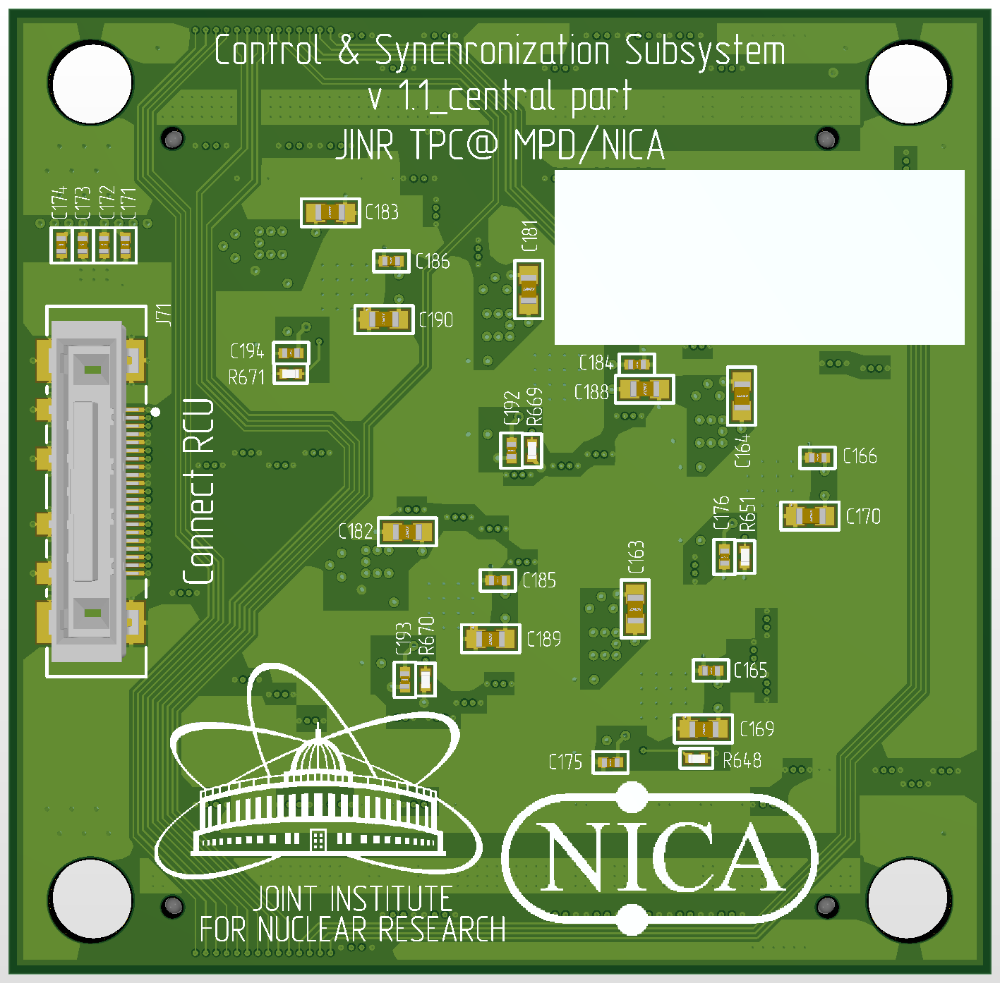 Control & Synchronization Subsystem
v 1.1_central part
JINR TPC@ MPD/NICA
C174
C173
C172
C171
C183
C181
C186
C190
J71
C194
R671
C184
C188
C192
R669
C164
C166
Connect RCU
C176
R651
C170
C182
C163
C185
C193
R670
C189
C165
C169
C175
R648
NICA
JOINT INSTITUTE
FOR NUCLEAR RESEARCH